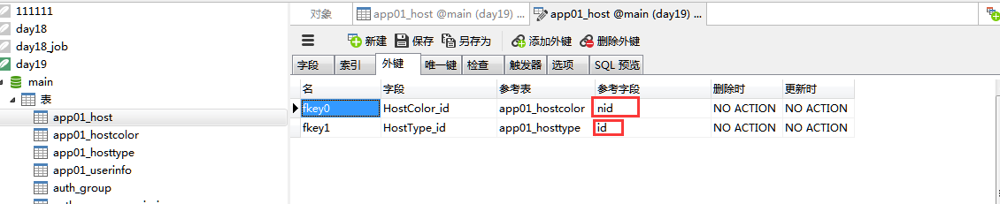 111111
day18
day18_job
day19
main
表
app01_host
app01_hostcolor
app01_hosttype
app01_userinfo
auth_group
对象 app01_host @main (day19) ... app01_host @main (day19) ...
新建 保存 另存为 添加外键 删除外键
字段 索引 外键 唯一键 检查 触发器 选项 SQL 预览
名 字段 参考表 参考字段 删除时 更新时
fkey0 HostColor_id app01_hostcolor nid NO ACTION NO ACTION
fkey1 HostType_id app01_hosttype id NO ACTION NO ACTION